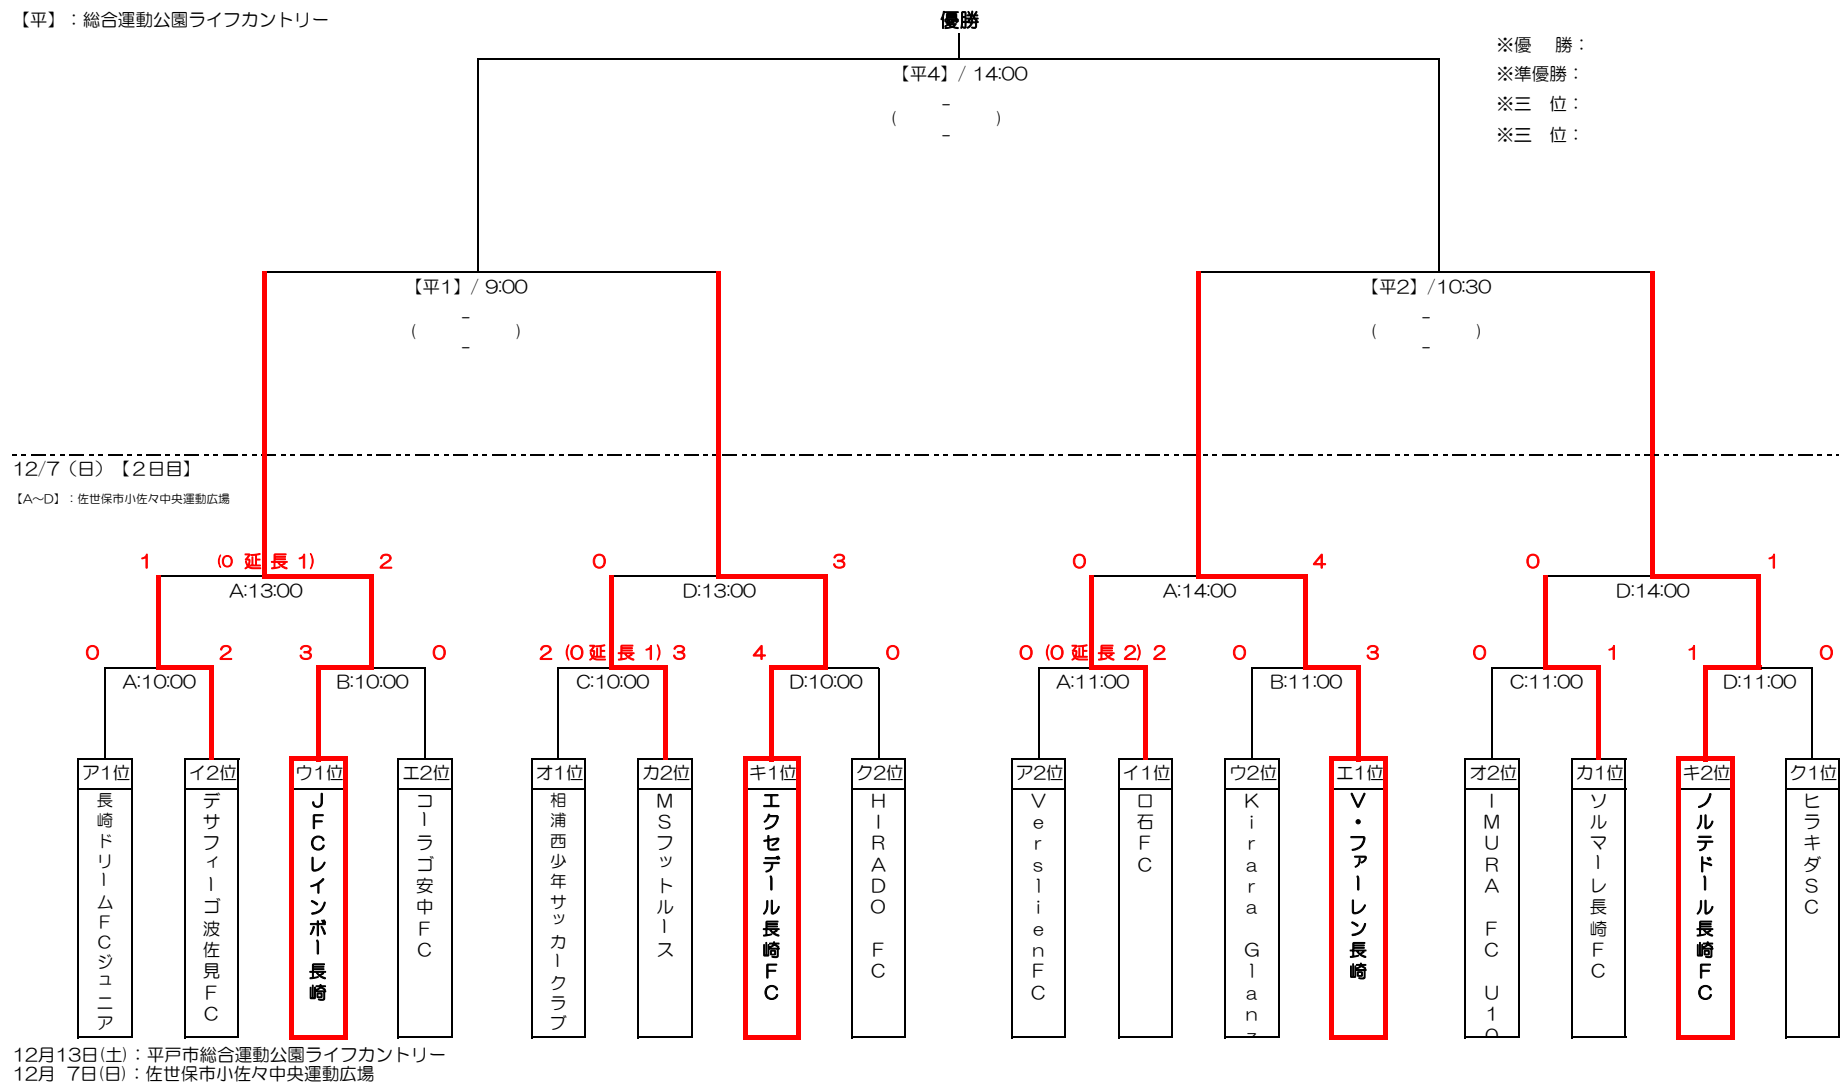 【平】：総合運動公園ライフカントリー
優勝
※優　勝：
※準優勝：
※三　位：
※三　位：
【平4】/ 14:00
-
(　　　)
-
【平1】/ 9:00
-
(　　　)
-
【平2】/10:30
-
(　　　)
-
12/7（日）【２日目】
【A～D】：佐世保市小佐々中央運動広場
1 (0 延長 1) 2
0 3
0 4
0 1
A:13:00
D:13:00
A:14:00
D:14:00
0 2
3 0
2 (0 延長 1) 3
4 0
0 (0 延長 2) 2
0 3
0 1
1 0
A:10:00
B:10:00
C:10:00
D:10:00
A:11:00
B:11:00
C:11:00
D:11:00
ア1位
長崎ドリームＦＣジュニア
イ2位
デサフィーゴ波佐見ＦＣ
ウ1位
ＪＦＣレインボー長崎
エ2位
コーラゴ安中ＦＣ
オ1位
相浦西少年サッカークラブ
カ2位
ＭＳフットルース
キ1位
エクセデール長崎ＦＣ
ク2位
ＨＩＲＡＤＯ　ＦＣ
ア2位
ＶｅｒｓｌｉｅｎＦＣ
イ1位
口石ＦＣ
ウ2位
Ｋｉｒａｒａ　Ｇｌａｎｚ
エ1位
Ｖ・ファーレン長崎
オ2位
ＩＭＵＲＡ　ＦＣ　Ｕ１０
カ1位
ソルマーレ長崎ＦＣ
キ2位
ノルテドール長崎ＦＣ
ク1位
ヒラキダＳＣ
12月13日(土)：平戸市総合運動公園ライフカントリー
12月 7日(日)：佐世保市小佐々中央運動広場